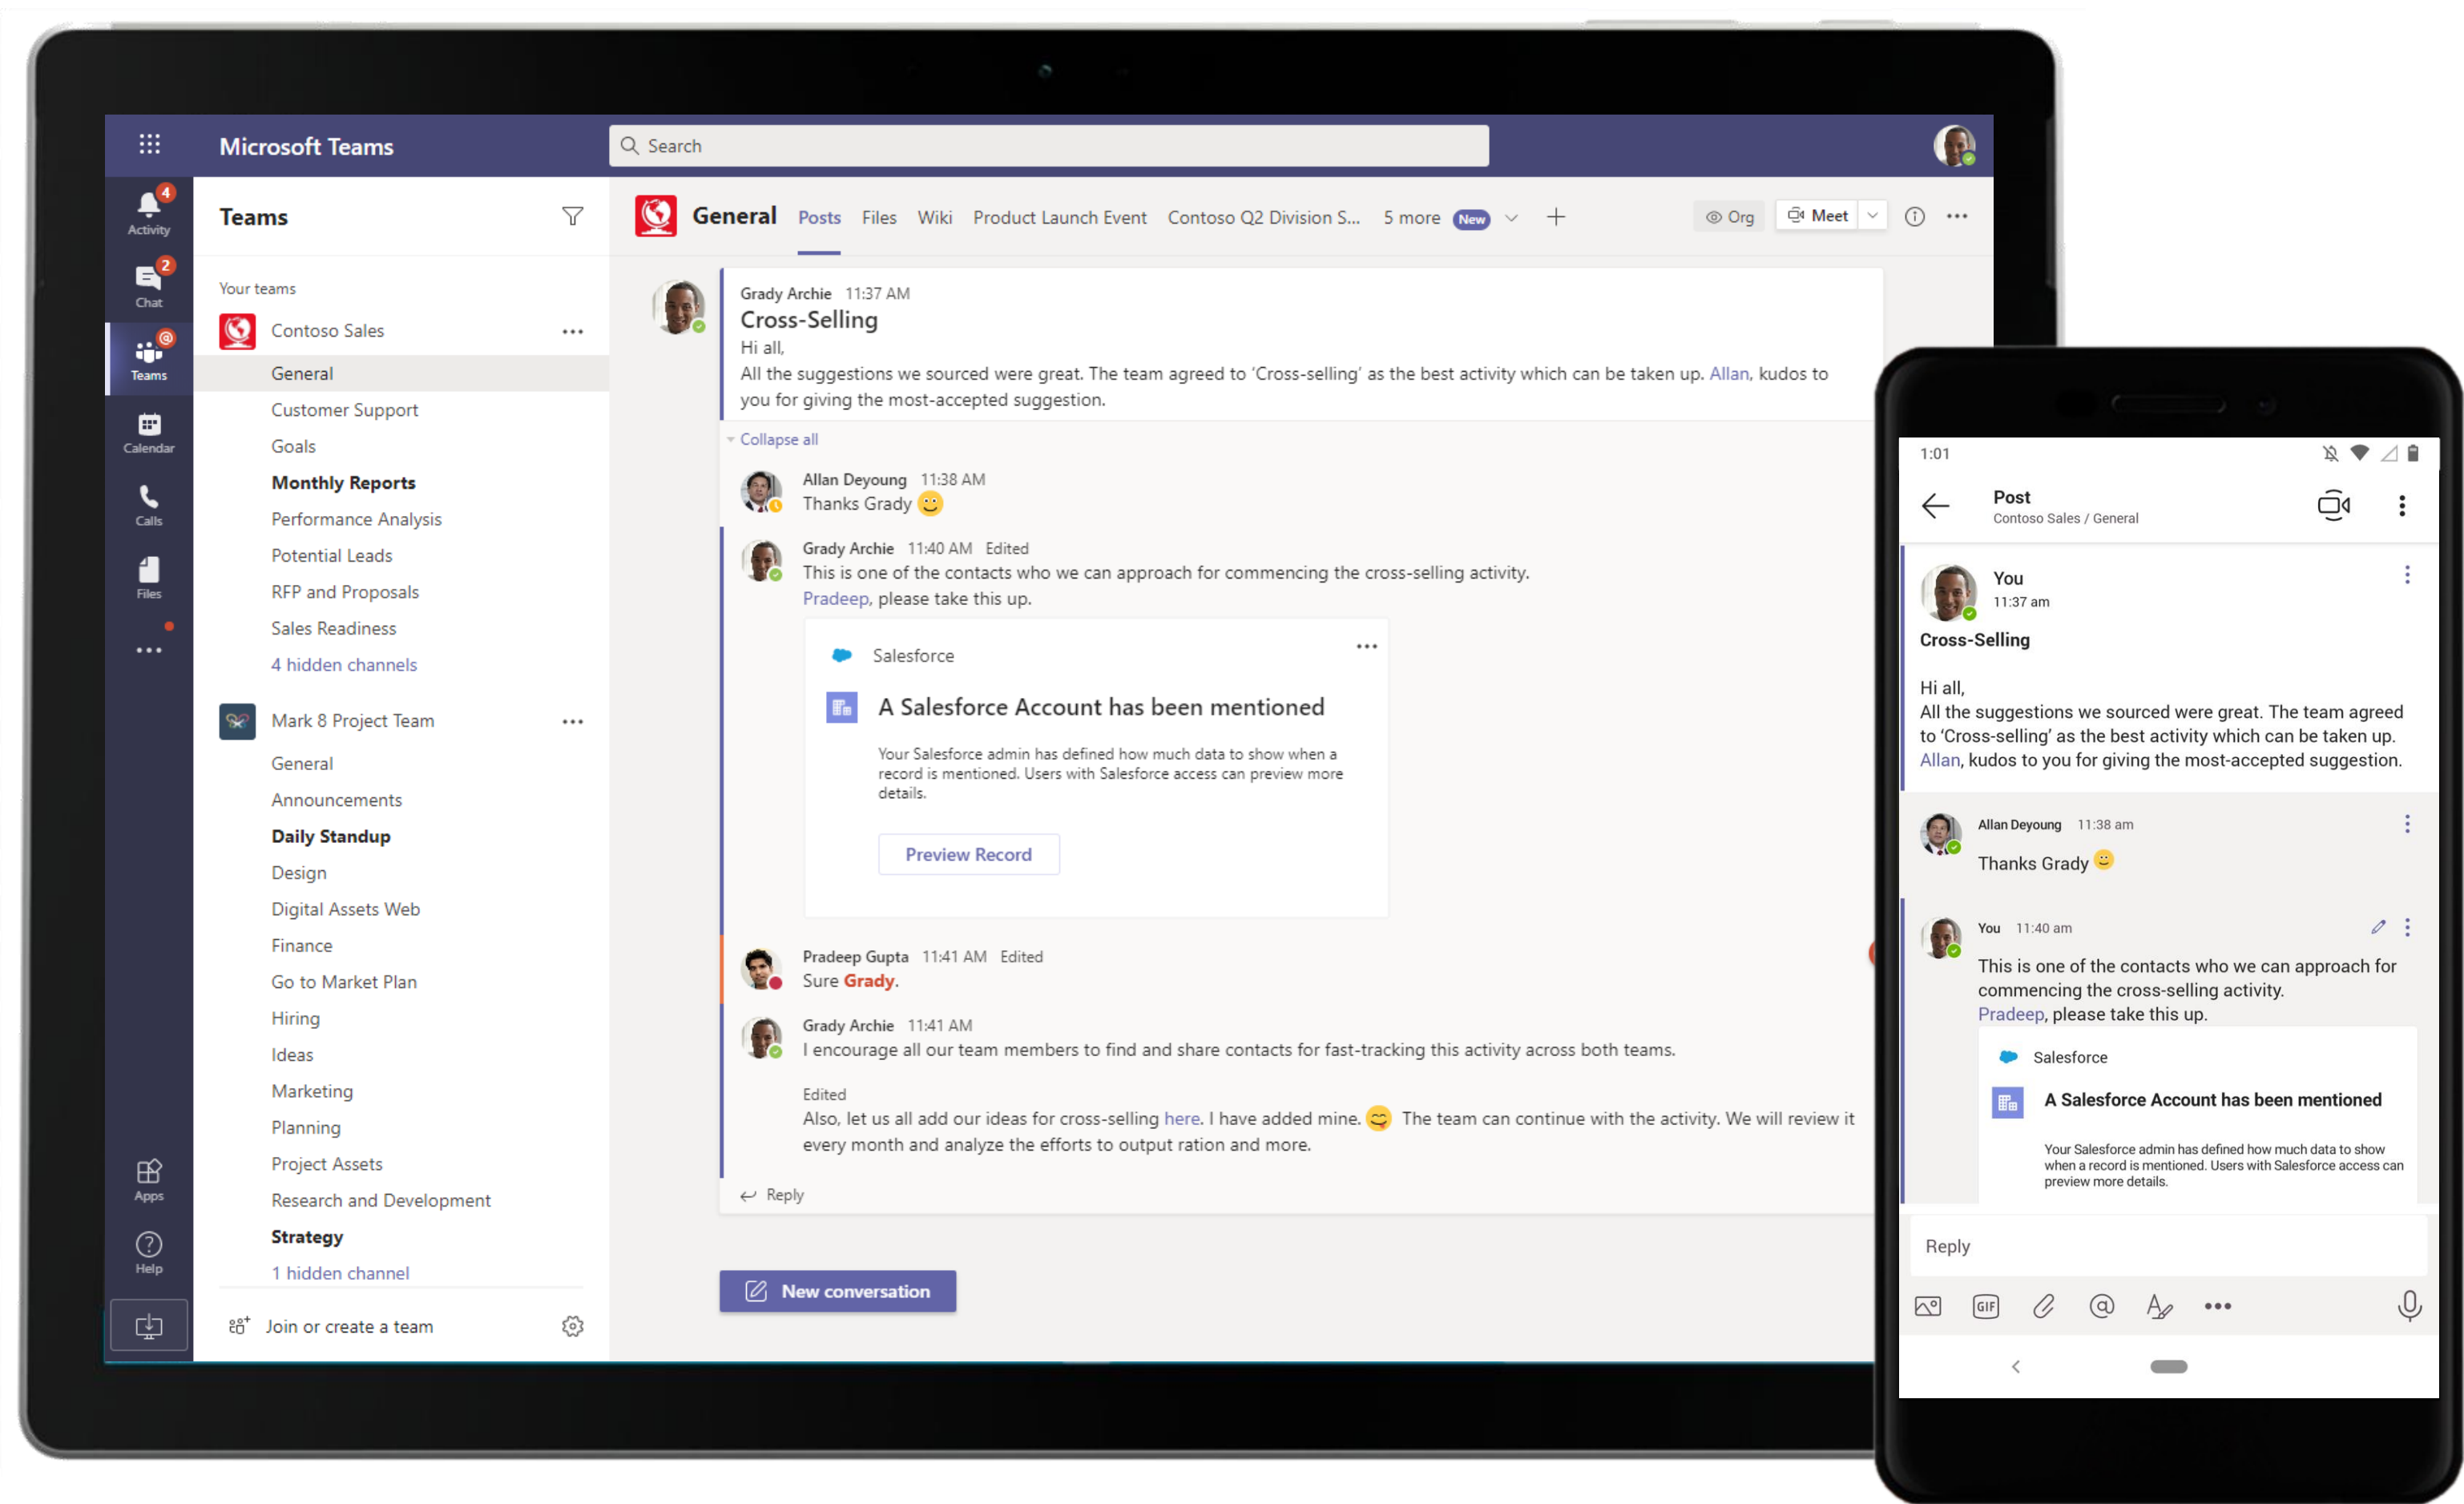 Microsoft Teams
Search
4
Activity
2
Chat
@
Teams
Calendar
Calls
Files
Apps
Help
Teams
Your teams
Contoso Sales
General
Customer Support
Goals
Monthly Reports
Performance Analysis
Potential Leads
RFP and Proposals
Sales Readiness
4 hidden channels
Mark 8 Project Team
General
Announcements
Daily Standup
Design
Digital Assets Web
Finance
Go to Market Plan
Hiring
Ideas
Marketing
Planning
Project Assets
Research and Development
Strategy
1 hidden channel
Join or create a team
General Posts Files Wiki Product Launch Event Contoso Q2 Division S... 5 more New Org Meet
Grady Archie 11:37 AM
Cross-Selling
Hi all,
All the suggestions we sourced were great. The team agreed to ‘Cross-selling’ as the best activity which can be taken up. Allan, kudos to
you for giving the most-accepted suggestion.
Collapse all
Allan Deyoung 11:38 AM
Thanks Grady
Grady Archie 11:40 AM Edited
This is one of the contacts who we can approach for commencing the cross-selling activity.
Pradeep, please take this up.
Salesforce
A Salesforce Account has been mentioned
Your Salesforce admin has defined how much data to show when a
record is mentioned. Users with Salesforce access can preview more
details.
Preview Record
Pradeep Gupta 11:41 AM Edited
Sure Grady.
Grady Archie 11:41 AM
I encourage all our team members to find and share contacts for fast-tracking this activity across both teams.
Edited
Also, let us all add our ideas for cross-selling here. I have added mine. The team can continue with the activity. We will review it
every month and analyze the efforts to output ration and more.
Reply
New conversation
1:01
Post
Contoso Sales / General
You
11:37 am
Cross-Selling
Hi all,
All the suggestions we sourced were great. The team agreed
to ‘Cross-selling’ as the best activity which can be taken up.
Allan, kudos to you for giving the most-accepted suggestion.
Allan Deyoung 11:38 am
Thanks Grady
You 11:40 am
This is one of the contacts who we can approach for
commencing the cross-selling activity.
Pradeep, please take this up.
Salesforce
A Salesforce Account has been mentioned
Your Salesforce admin has defined how much data to show
when a record is mentioned. Users with Salesforce access can
preview more details.
Reply
GIF
@